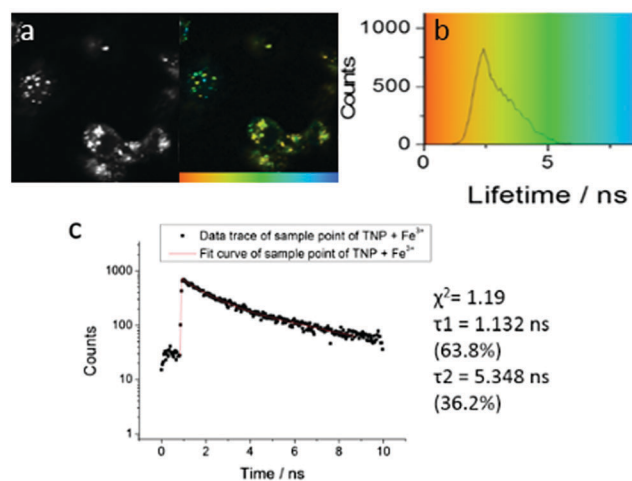 a
b
1000
500
0
Counts
0
5
Lifetime / ns
c
Data trace of sample point of TNP + Fe³⁺
Fit curve of sample point of TNP + Fe³⁺
1000
100
10
1
Counts
0
2
4
6
8
10
Time / ns
χ²= 1.19
τ1 = 1.132 ns
(63.8%)
τ2 = 5.348 ns
(36.2%)